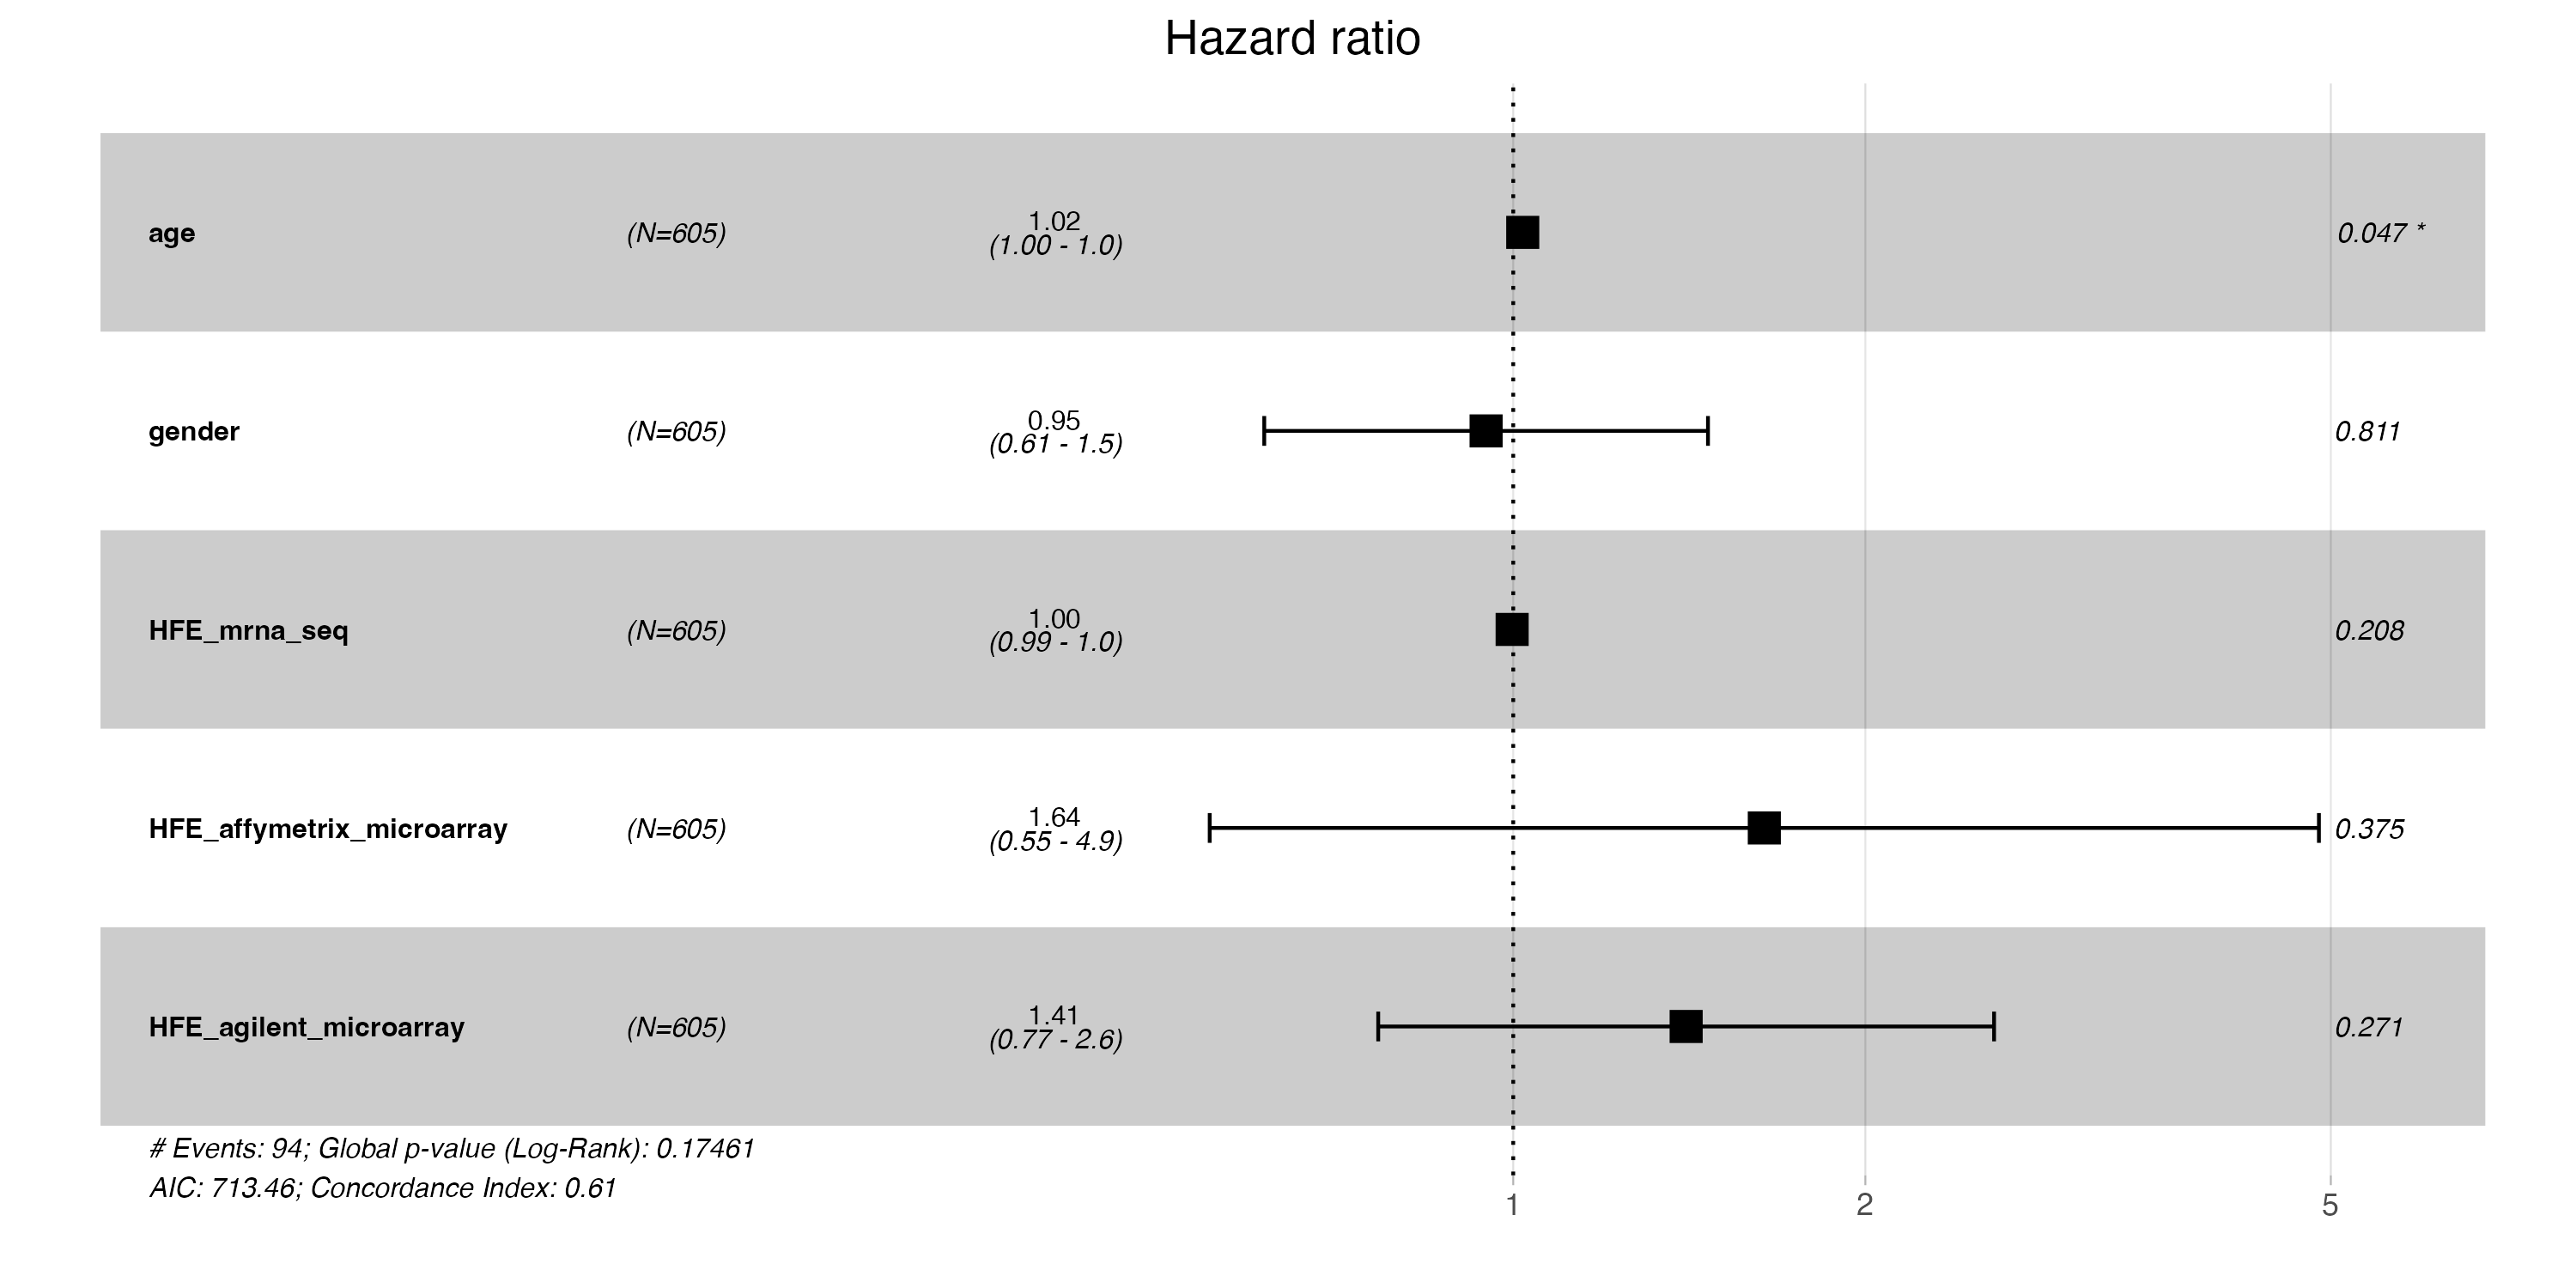 Hazard ratio
age (N=605) 1.02 0.047 *
(1.00 - 1.0)
gender (N=605) 0.95 0.811
(0.61 - 1.5)
HFE_mrna_seq (N=605) 1.00 0.208
(0.99 - 1.0)
HFE_affymetrix_microarray (N=605) 1.64 0.375
(0.55 - 4.9)
HFE_agilent_microarray (N=605) 1.41 0.271
(0.77 - 2.6)
# Events: 94; Global p-value (Log-Rank): 0.17461
AIC: 713.46; Concordance Index: 0.61
1 2 5